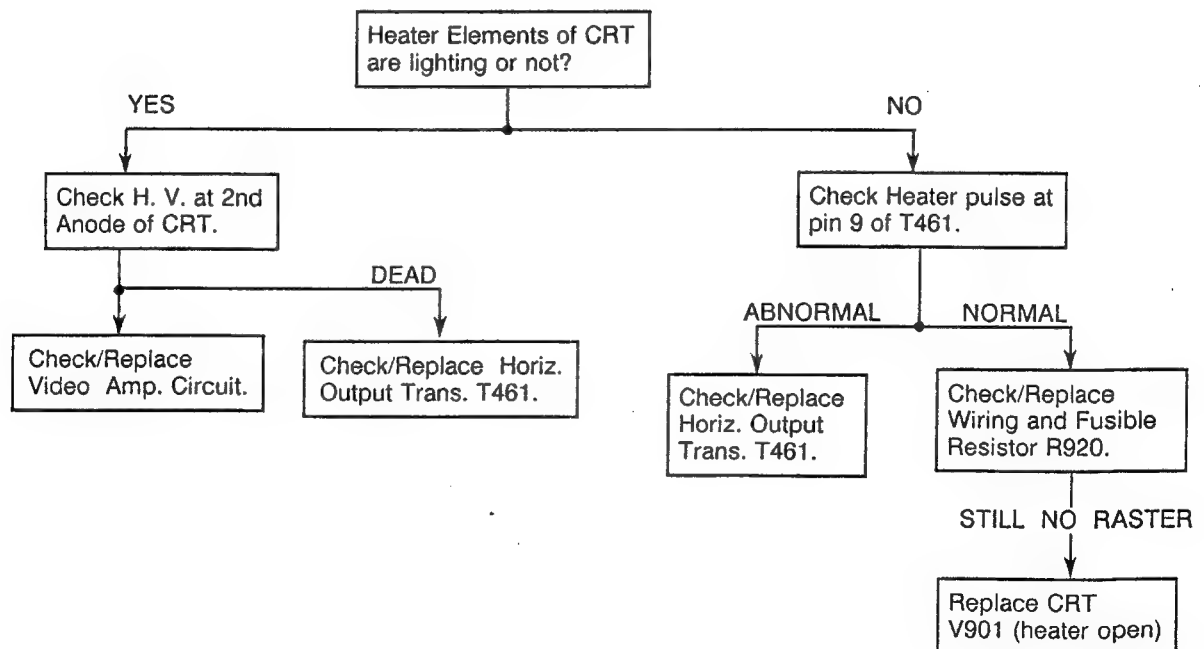 Heater Elements of CRT
are lighting or not?
YES
NO
Check H. V. at 2nd
Anode of CRT.
Check Heater pulse at
pin 9 of T461.
DEAD
ABNORMAL
NORMAL
Check/Replace
Video Amp. Circuit.
Check/Replace Horiz.
Output Trans. T461.
Check/Replace
Horiz. Output
Trans. T461.
Check/Replace
Wiring and Fusible
Resistor R920.
STILL NO RASTER
Replace CRT
V901 (heater open)